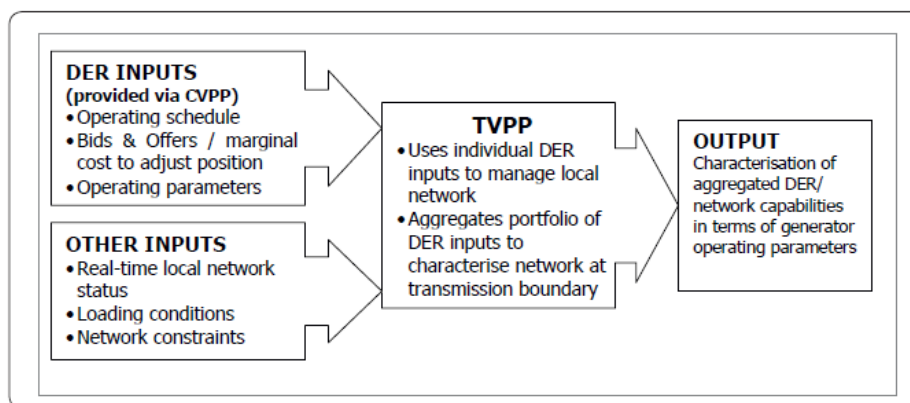 DER INPUTS
(provided via CVPP)
•Operating schedule
•Bids & Offers / marginal
cost to adjust position
•Operating parameters
OTHER INPUTS
•Real-time local network
status
•Loading conditions
•Network constraints
TVPP
•Uses individual DER
inputs to manage local
network
•Aggregates portfolio of
DER inputs to
characterise network at
transmission boundary
OUTPUT
Characterisation of
aggregated DER/
network capabilities
in terms of generator
operating parameters